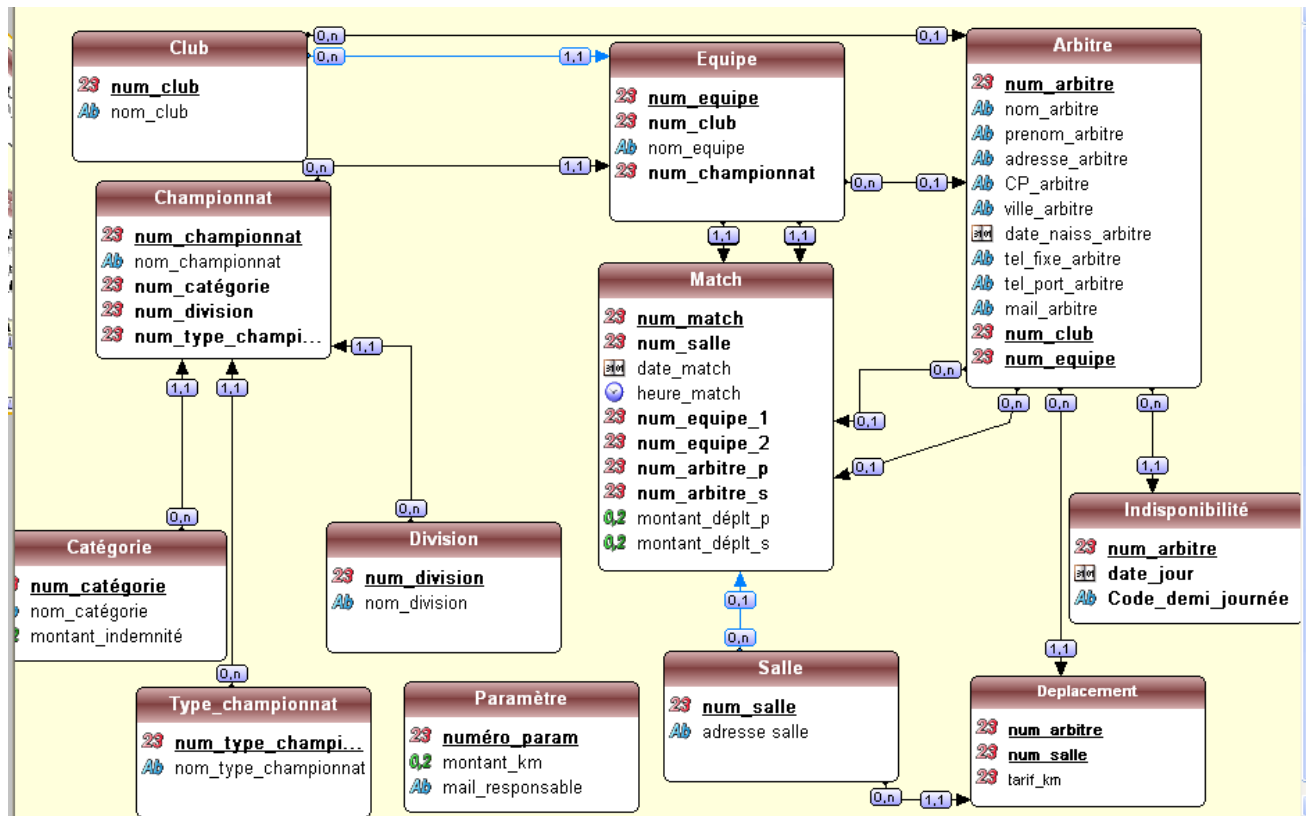 Club
num_club
nom_club
0,n
0,1
0,n
1,1
Equipe
num_equipe
num_club
nom_equipe
num_championnat
Arbitre
num_arbitre
nom_arbitre
prenom_arbitre
adresse_arbitre
CP_arbitre
ville_arbitre
date_naiss_arbitre
tel_fixe_arbitre
tel_port_arbitre
mail_arbitre
num_club
num_equipe
0,n
1,1
0,n
0,1
Championnat
num_championnat
nom_championnat
num_catégorie
num_division
num_type_champi...
1,1
1,1
1,1
1,1
1,1
Match
num_match
num_salle
date_match
heure_match
num_equipe_1
num_equipe_2
num_arbitre_p
num_arbitre_s
montant_déplt_p
montant_déplt_s
0,n
0,1
0,n
0,1
0,n
0,n
1,1
Indisponibilité
num_arbitre
date_jour
Code_demi_journée
0,n
Catégorie
num_catégorie
nom_catégorie
montant_indemnité
0,n
Division
num_division
nom_division
0,1
0,n
0,n
Type_championnat
num_type_champi...
nom_type_championnat
Paramètre
numéro_param
montant_km
mail_responsable
Salle
num_salle
adresse salle
1,1
Deplacement
num_arbitre
num_salle
tarif_km
0,n
1,1